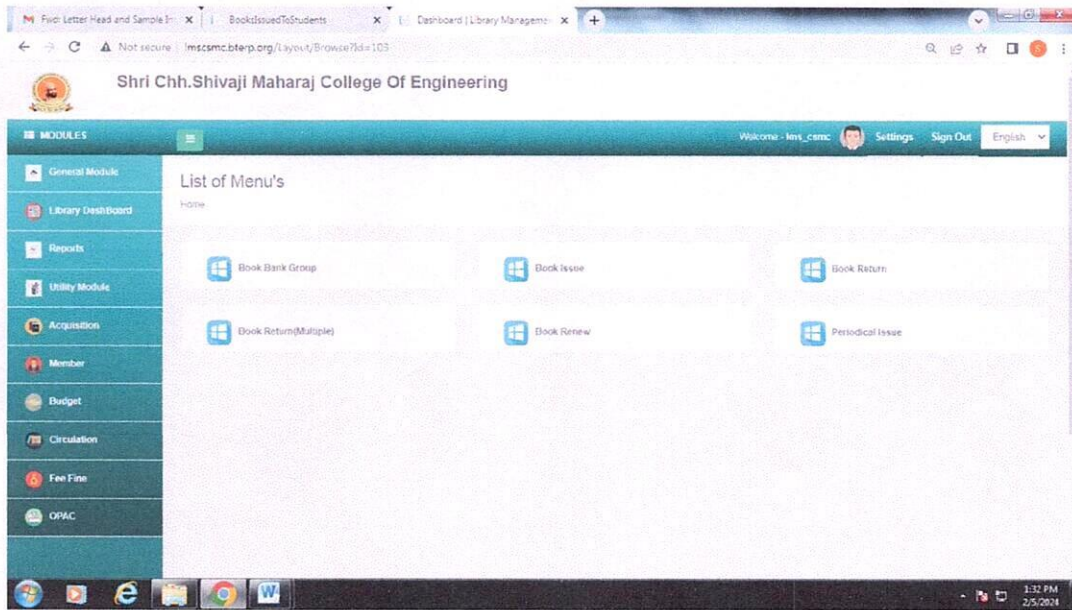 Fwd: Letter Head and Sample
BooksIssuedToStudents
Dashboard | Library Manageme
Not secure | lmscsmc.bterp.org/Layout/Browse?Id=103
S
Shri Chh.Shivaji Maharaj College Of Engineering
MODULES
Welcome - lms_csmc
Settings
Sign Out
English
General Module
List of Menu's
Home
Library DashBoard
Reports
Utility Module
Acquisition
Member
Budget
Circulation
Fee Fine
OPAC
Book Bank Group
Book Issue
Book Return
Book Return(Multiple)
Book Renew
Periodical Issue
1:32 PM
2/5/2024